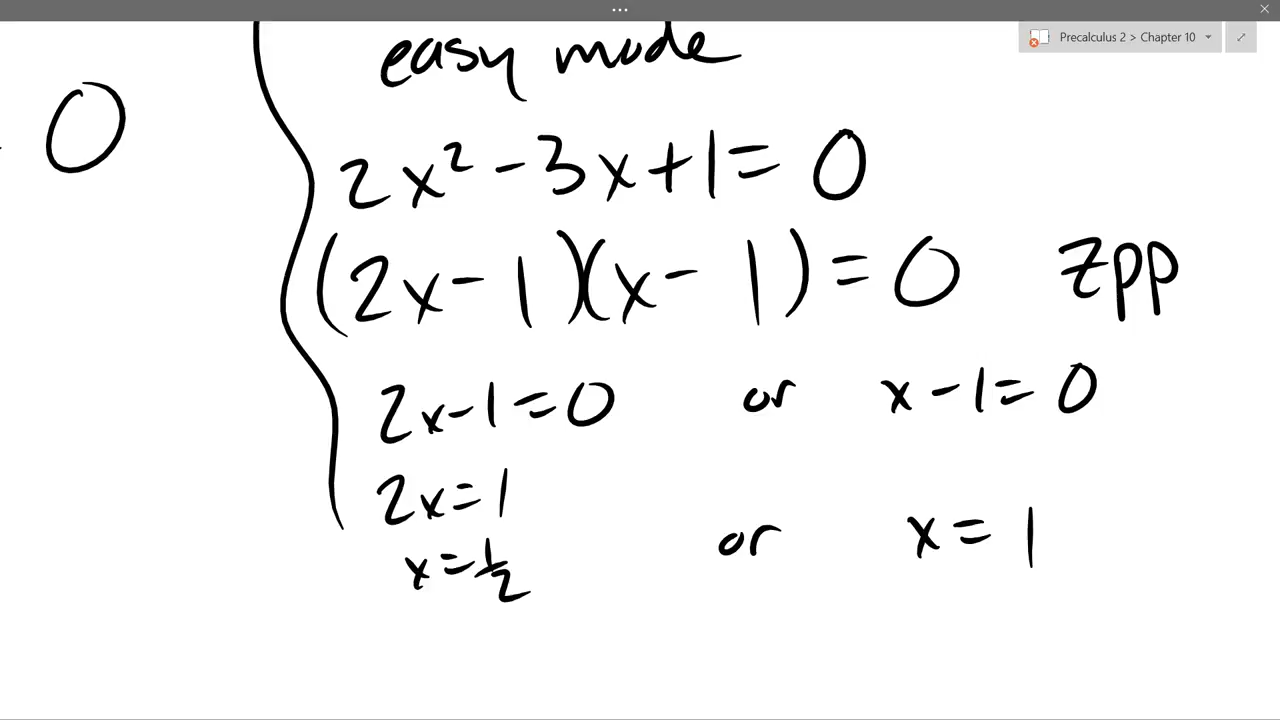 Precalculus 2 > Chapter 10
easy mode
0
2x² - 3x + 1 = 0
(2x - 1)(x - 1) = 0 zpp
2x - 1 = 0 or x - 1 = 0
2x = 1
x = 1/2 or x = 1